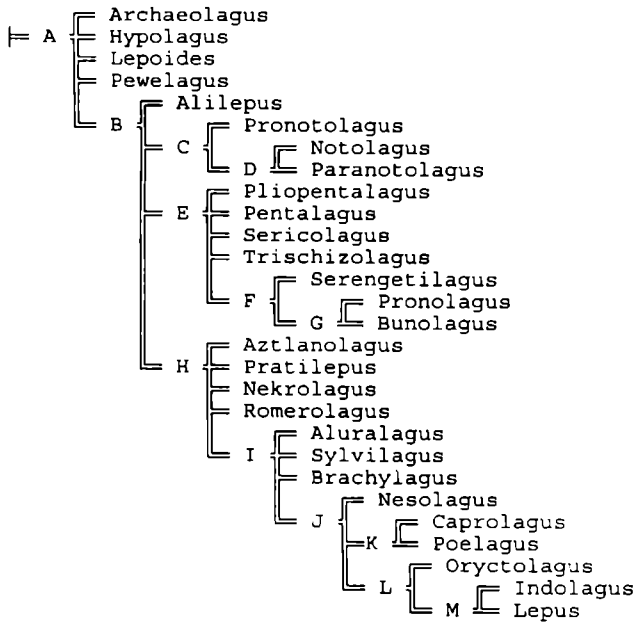 Archaeolagus
A Hypolagus
Lepoides
Pewelagus
Alilepus
B
Pronotolagus
C
Notolagus
D Paranotolagus
Pliopentalagus
E Pentalagus
Sericolagus
Trischizolagus
Serengetilagus
F
Pronolagus
G Bunolagus
Aztlanolagus
H Pratilepus
Nekrolagus
Romerolagus
Aluralagus
I Sylvilagus
Brachylagus
Nesolagus
J Caprolagus
K Poelagus
Oryctolagus
L Indolagus
M Lepus